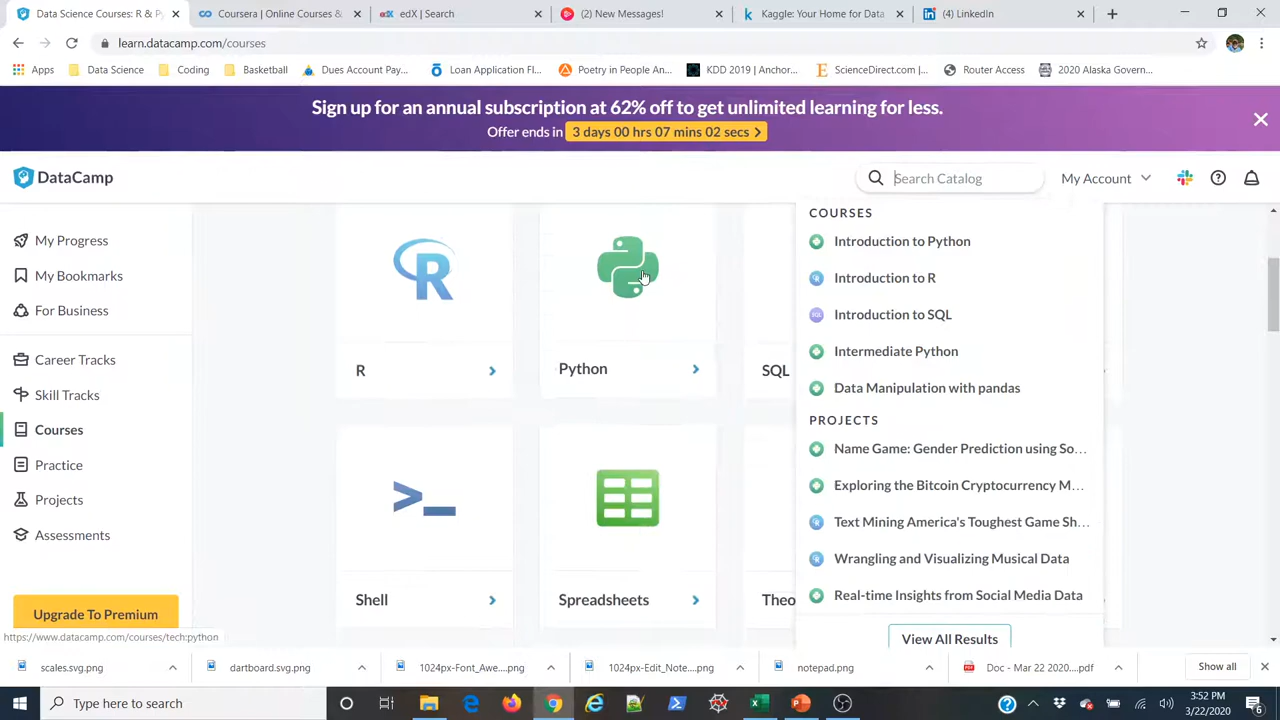 Data Science Courses: R & Py
Coursera | Online Courses &
edX | Search
(2) New Messages!
Kaggle: Your Home for Data
(4) LinkedIn
learn.datacamp.com/courses
Apps
Data Science
Coding
Basketball
Dues Account Pay...
Loan Application Fl...
Poetry in People An...
KDD 2019 | Anchor...
ScienceDirect.com |...
Router Access
2020 Alaska Govern...
Sign up for an annual subscription at 62% off to get unlimited learning for less.
Offer ends in 3 days 00 hrs 07 mins 02 secs >
DataCamp
Search Catalog
My Account
My Progress
My Bookmarks
For Business
Career Tracks
Skill Tracks
Courses
Practice
Projects
Assessments
Upgrade To Premium
https://www.datacamp.com/courses/tech:python
R
Python
SQL
>_
Shell
Spreadsheets
Theo
COURSES
Introduction to Python
Introduction to R
Introduction to SQL
Intermediate Python
Data Manipulation with pandas
PROJECTS
Name Game: Gender Prediction using So...
Exploring the Bitcoin Cryptocurrency M...
Text Mining America's Toughest Game Sh...
Wrangling and Visualizing Musical Data
Real-time Insights from Social Media Data
View All Results
scales.svg.png
dartboard.svg.png
1024px-Font_Awe....png
1024px-Edit_Note....png
notepad.png
Doc - Mar 22 2020....pdf
Show all
Type here to search
3:52 PM
3/22/2020
6